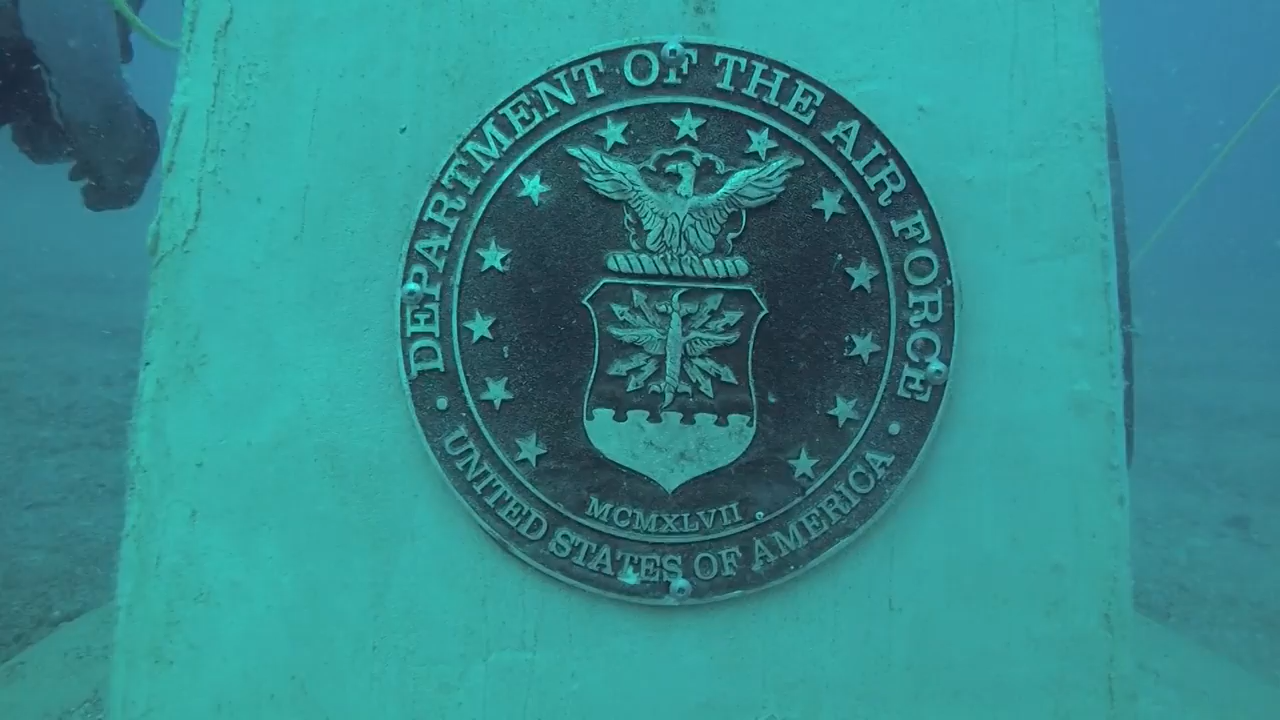 DEPARTMENT OF THE AIR FORCE
MCMXLVII
UNITED STATES OF AMERICA